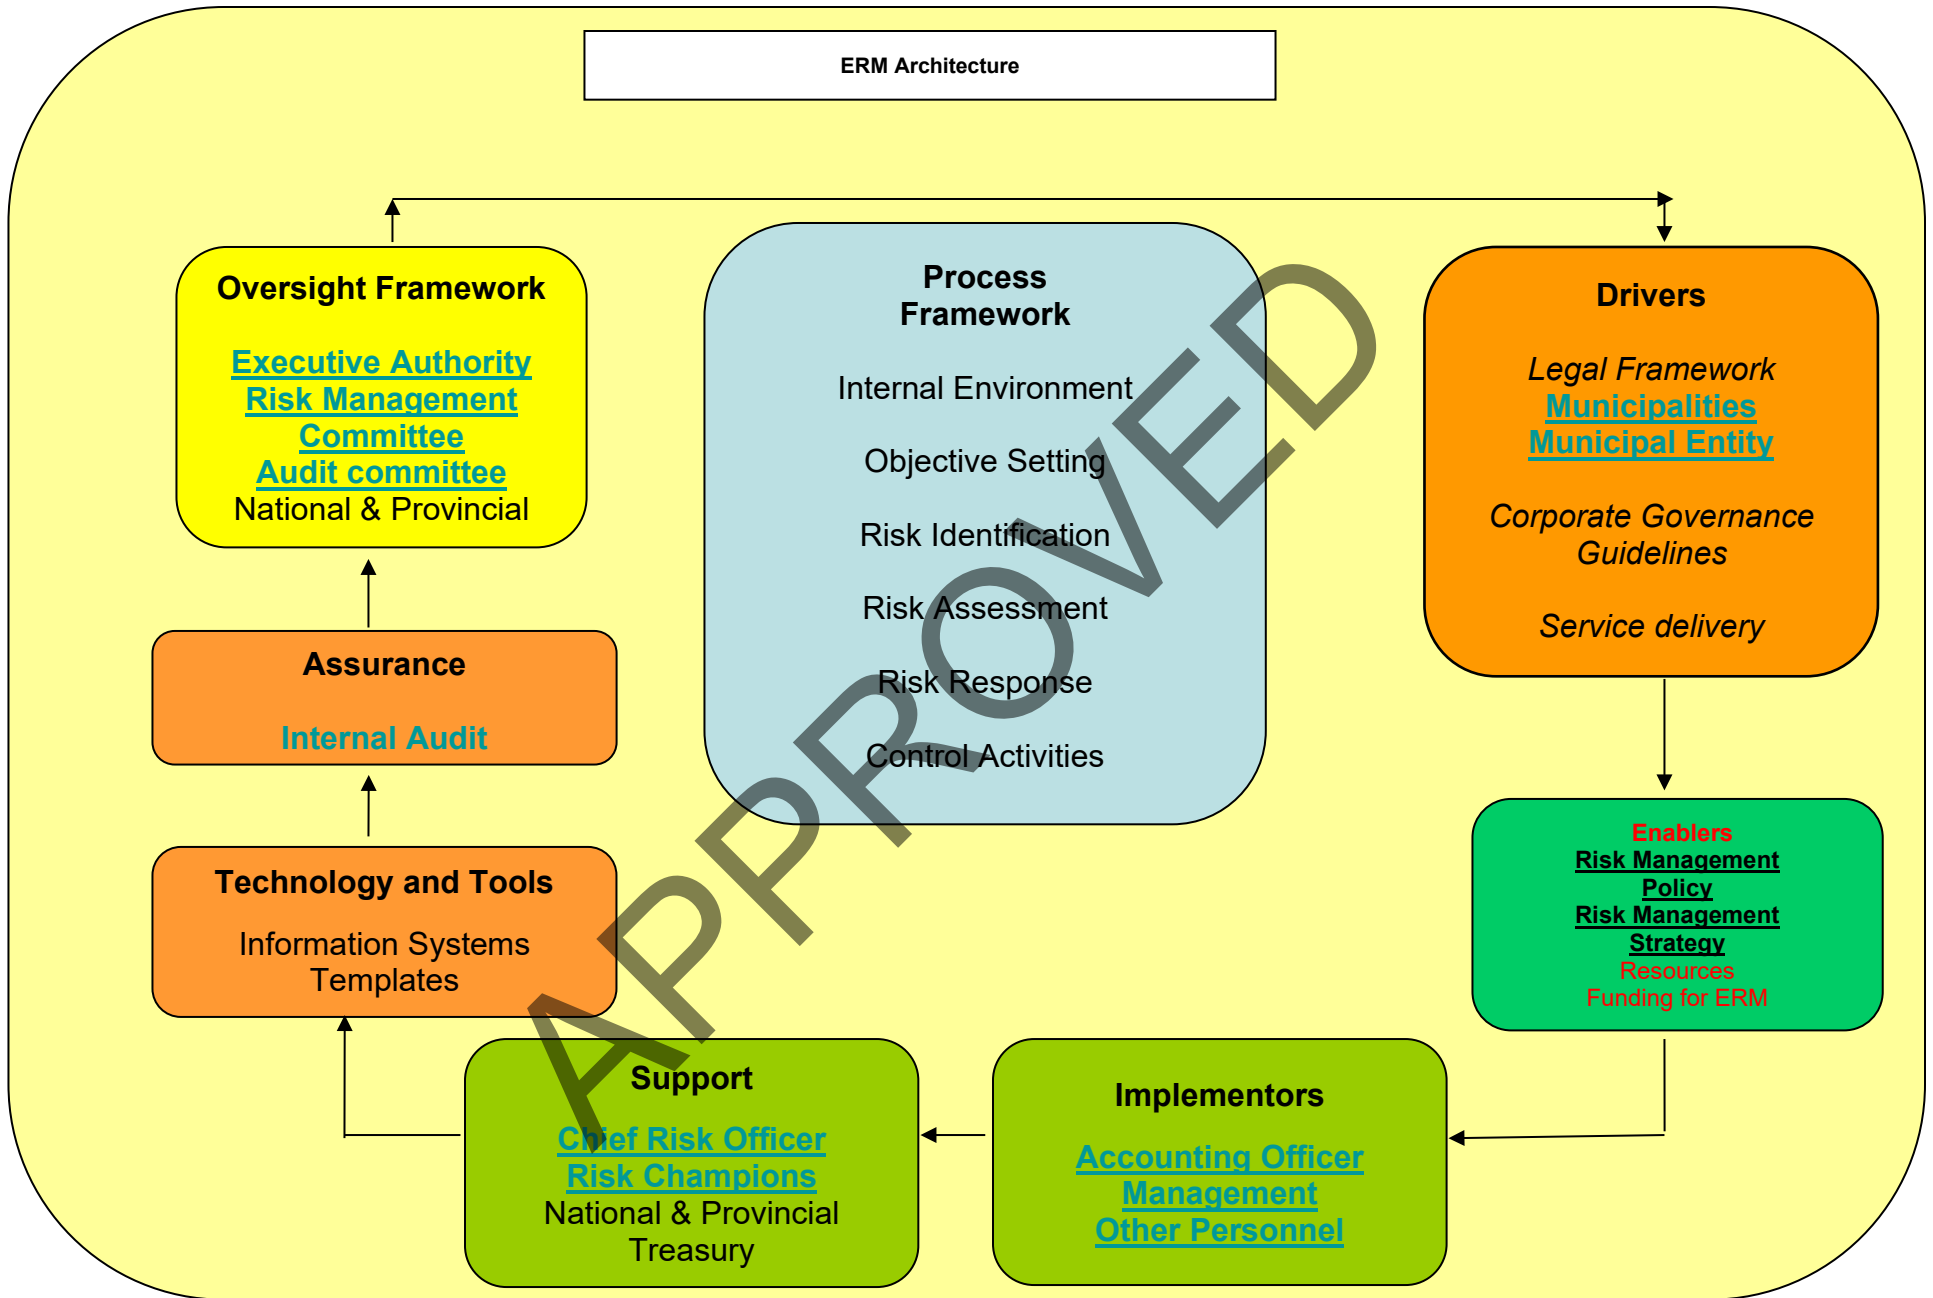 ERM Architecture
Oversight Framework
Executive Authority
Risk Management
Committee
Audit committee
National & Provincial
Process
Framework
Internal Environment
Objective Setting
Risk Identification
Risk Assessment
Risk Response
Control Activities
Drivers
Legal Framework
Municipalities
Municipal Entity
Corporate Governance
Guidelines
Service delivery
Assurance
Internal Audit
Technology and Tools
Information Systems
Templates
Enablers
Risk Management
Policy
Risk Management
Strategy
Resources
Funding for ERM
Support
Chief Risk Officer
Risk Champions
National & Provincial
Treasury
Implementors
Accounting Officer
Management
Other Personnel
APPROVED